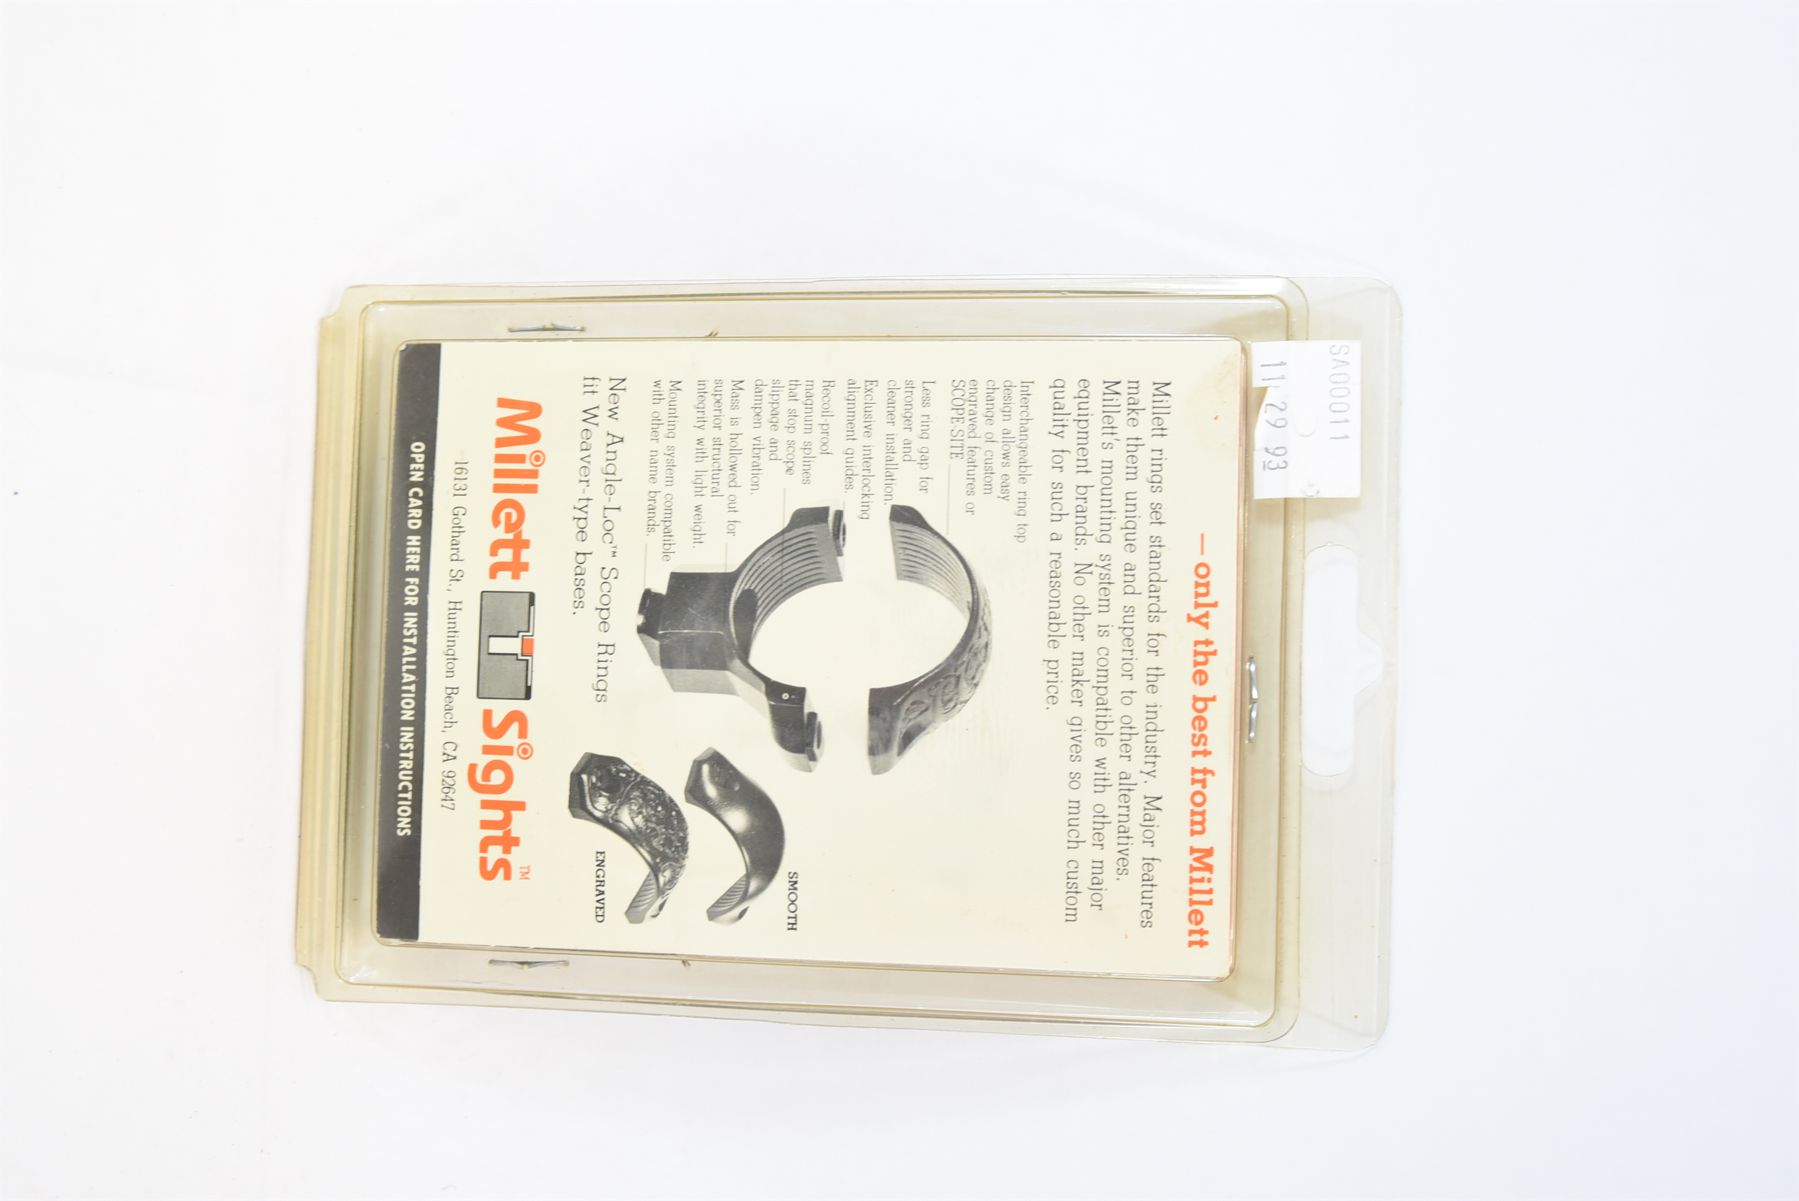 SA000011
11 29 93
—only the best from Millett
Millett rings set standards for the industry. Major features
make them unique and superior to other alternatives.
Millett's mounting system is compatible with other major
equipment brands. No other maker gives so much custom
quality for such a reasonable price.
Interchangeable ring top
design allows easy
change of custom
engraved features or
SCOPE-SITE
Less ring gap for
stronger and
cleaner installation.
Exclusive interlocking
alignment guides.
Recoil-proof
magnum splines
that stop scope
slippage and
dampen vibration.
Mass is hollowed out for
superior structural
integrity with light weight.
Mounting system compatible
with other name brands.
SMOOTH
ENGRAVED
New Angle-Loc™ Scope Rings
fit Weaver-type bases.
Millett Sights™
16131 Gothard St., Huntington Beach, CA 92647
OPEN CARD HERE FOR INSTALLATION INSTRUCTIONS